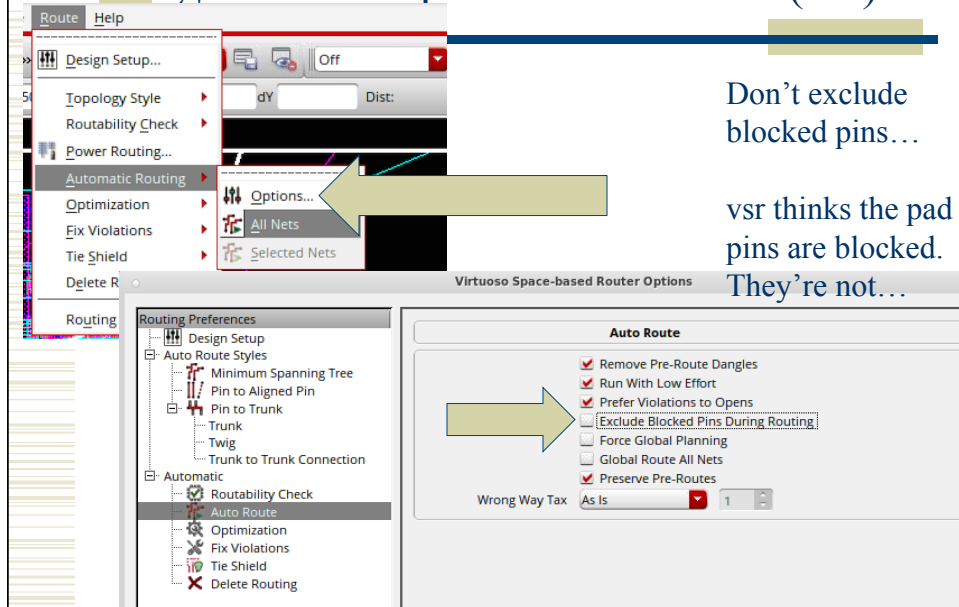 Route Help
(vsr)
Design Setup...
Off
Topology Style
dY
Dist:
Routability Check
Power Routing...
Automatic Routing
Options...
Optimization
All Nets
Fix Violations
Selected Nets
Tie Shield
Delete R
Routing
Don't exclude
blocked pins…
vsr thinks the pad
pins are blocked.
They're not…
Virtuoso Space-based Router Options
Routing Preferences
Design Setup
Auto Route Styles
Minimum Spanning Tree
Pin to Aligned Pin
Pin to Trunk
Trunk
Twig
Trunk to Trunk Connection
Automatic
Routability Check
Auto Route
Optimization
Fix Violations
Tie Shield
Delete Routing
Auto Route
Remove Pre-Route Dangles
Run With Low Effort
Prefer Violations to Opens
Exclude Blocked Pins During Routing
Force Global Planning
Global Route All Nets
Preserve Pre-Routes
Wrong Way Tax As Is 1